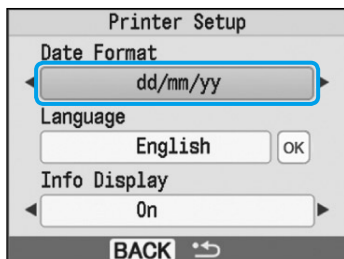 Printer Setup
Date Format
dd/mm/yy
Language
English OK
Info Display
On
BACK